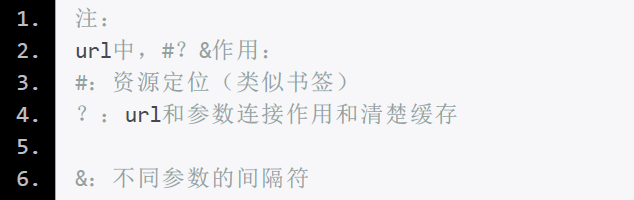 1. 注：
2. url中，#？&作用：
3. #：资源定位（类似书签）
4. ？：url和参数连接作用和清楚缓存
5.
6. &：不同参数的间隔符